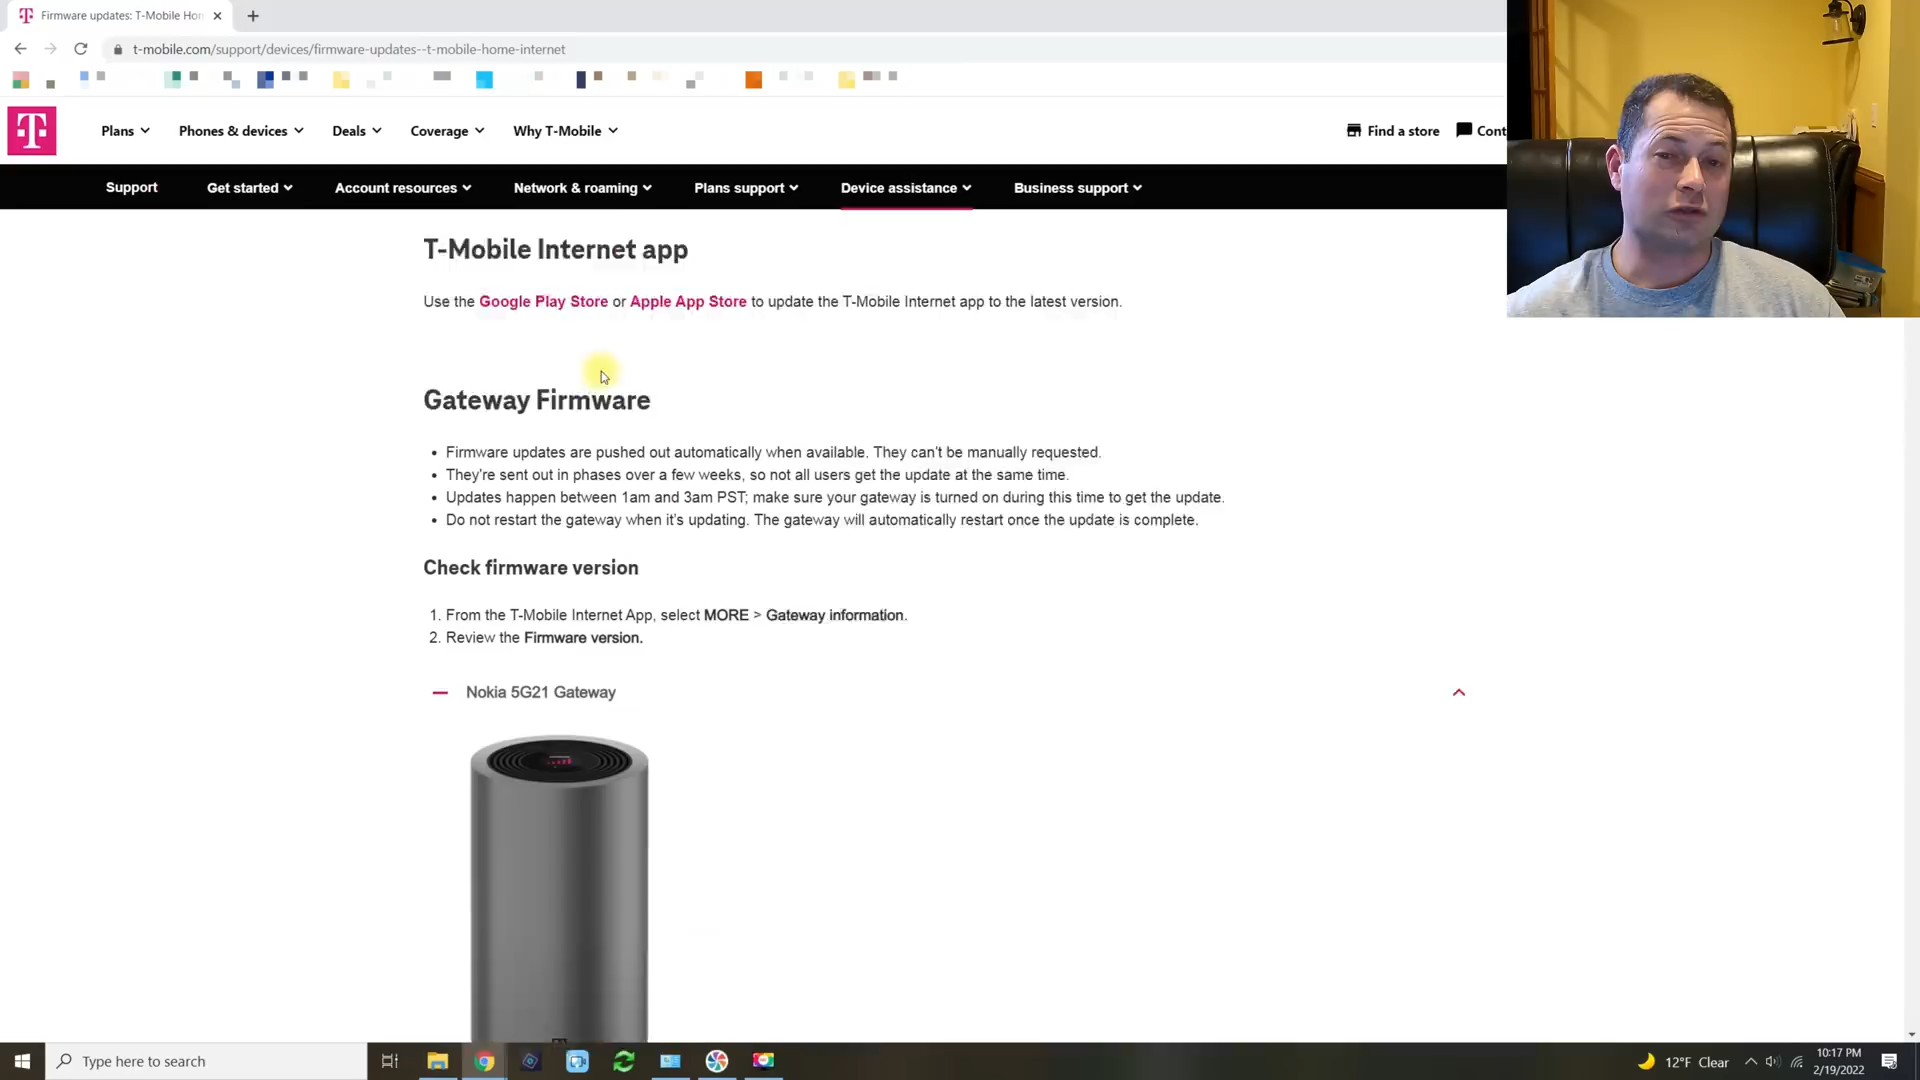 Firmware updates: T-Mobile Hom
t-mobile.com/support/devices/firmware-updates--t-mobile-home-internet
Plans
Phones & devices
Deals
Coverage
Why T-Mobile
Find a store
Cont
Support
Get started
Account resources
Network & roaming
Plans support
Device assistance
Business support
T-Mobile Internet app
Use the Google Play Store or Apple App Store to update the T-Mobile Internet app to the latest version.
Gateway Firmware
• Firmware updates are pushed out automatically when available. They can't be manually requested.
• They're sent out in phases over a few weeks, so not all users get the update at the same time.
• Updates happen between 1am and 3am PST; make sure your gateway is turned on during this time to get the update.
• Do not restart the gateway when it's updating. The gateway will automatically restart once the update is complete.
Check firmware version
1. From the T-Mobile Internet App, select MORE > Gateway information.
2. Review the Firmware version.
Nokia 5G21 Gateway
Type here to search
12°F Clear
10:17 PM
2/19/2022